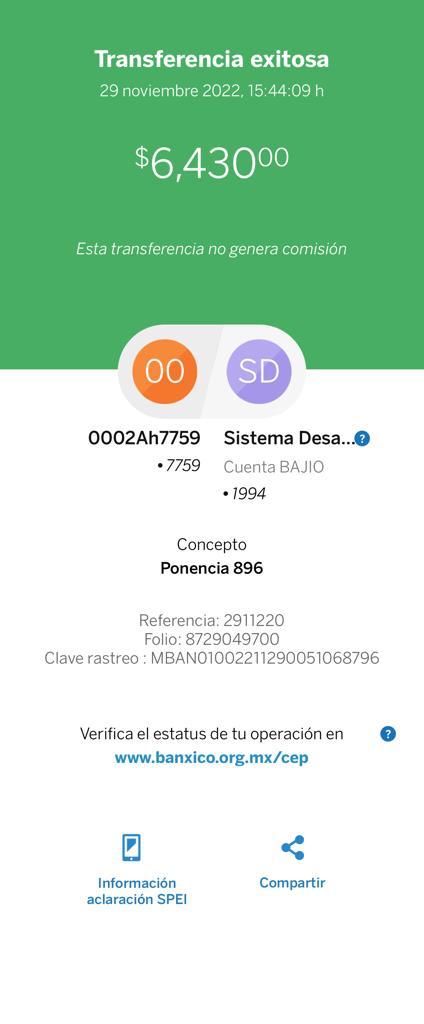 Transferencia exitosa
29 noviembre 2022, 15:44:09 h
$6,43000
Esta transferencia no genera comisión
00 SD
0002Ah7759 Sistema Desa... ?
Cuenta BAJIO
• 7759
• 1994
Concepto
Ponencia 896
Referencia: 2911220
Folio: 8729049700
Clave rastreo : MBAN01002211290051068796
Verifica el estatus de tu operación en ?
www.banxico.org.mx/cep
Información
aclaración SPEI
Compartir